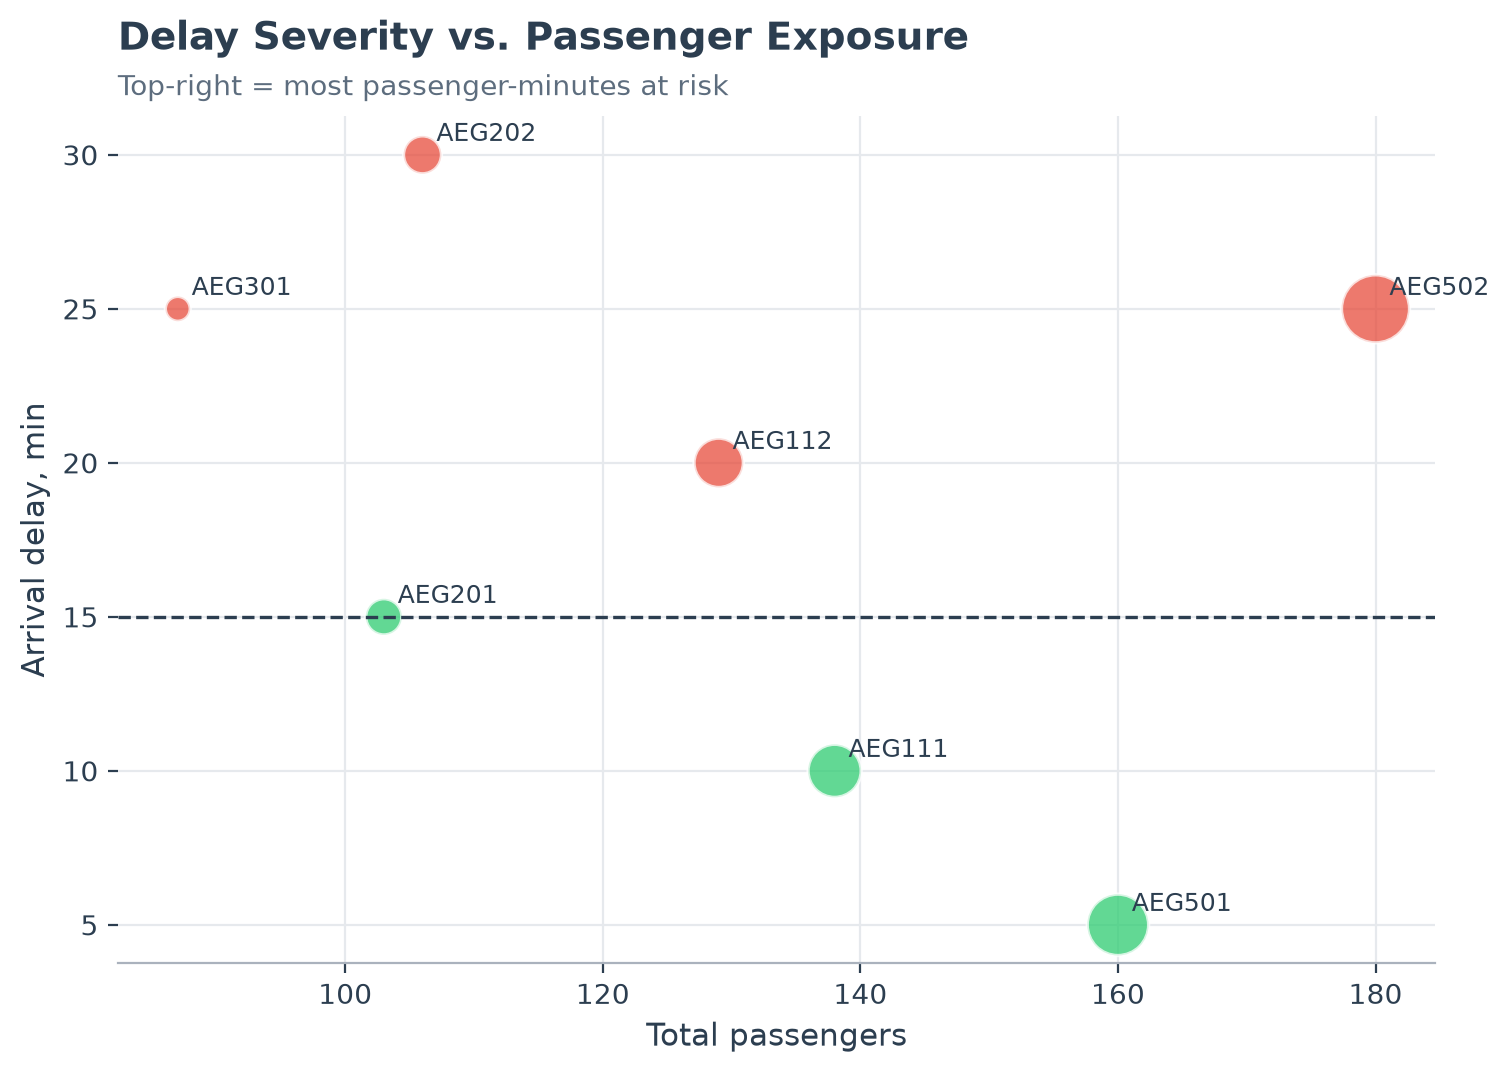 Delay Severity vs. Passenger Exposure
Top-right = most passenger-minutes at risk
AEG202
AEG301
AEG502
AEG112
AEG201
AEG111
AEG501
30
25
20
15
10
5
Arrival delay, min
100 120 140 160 180
Total passengers